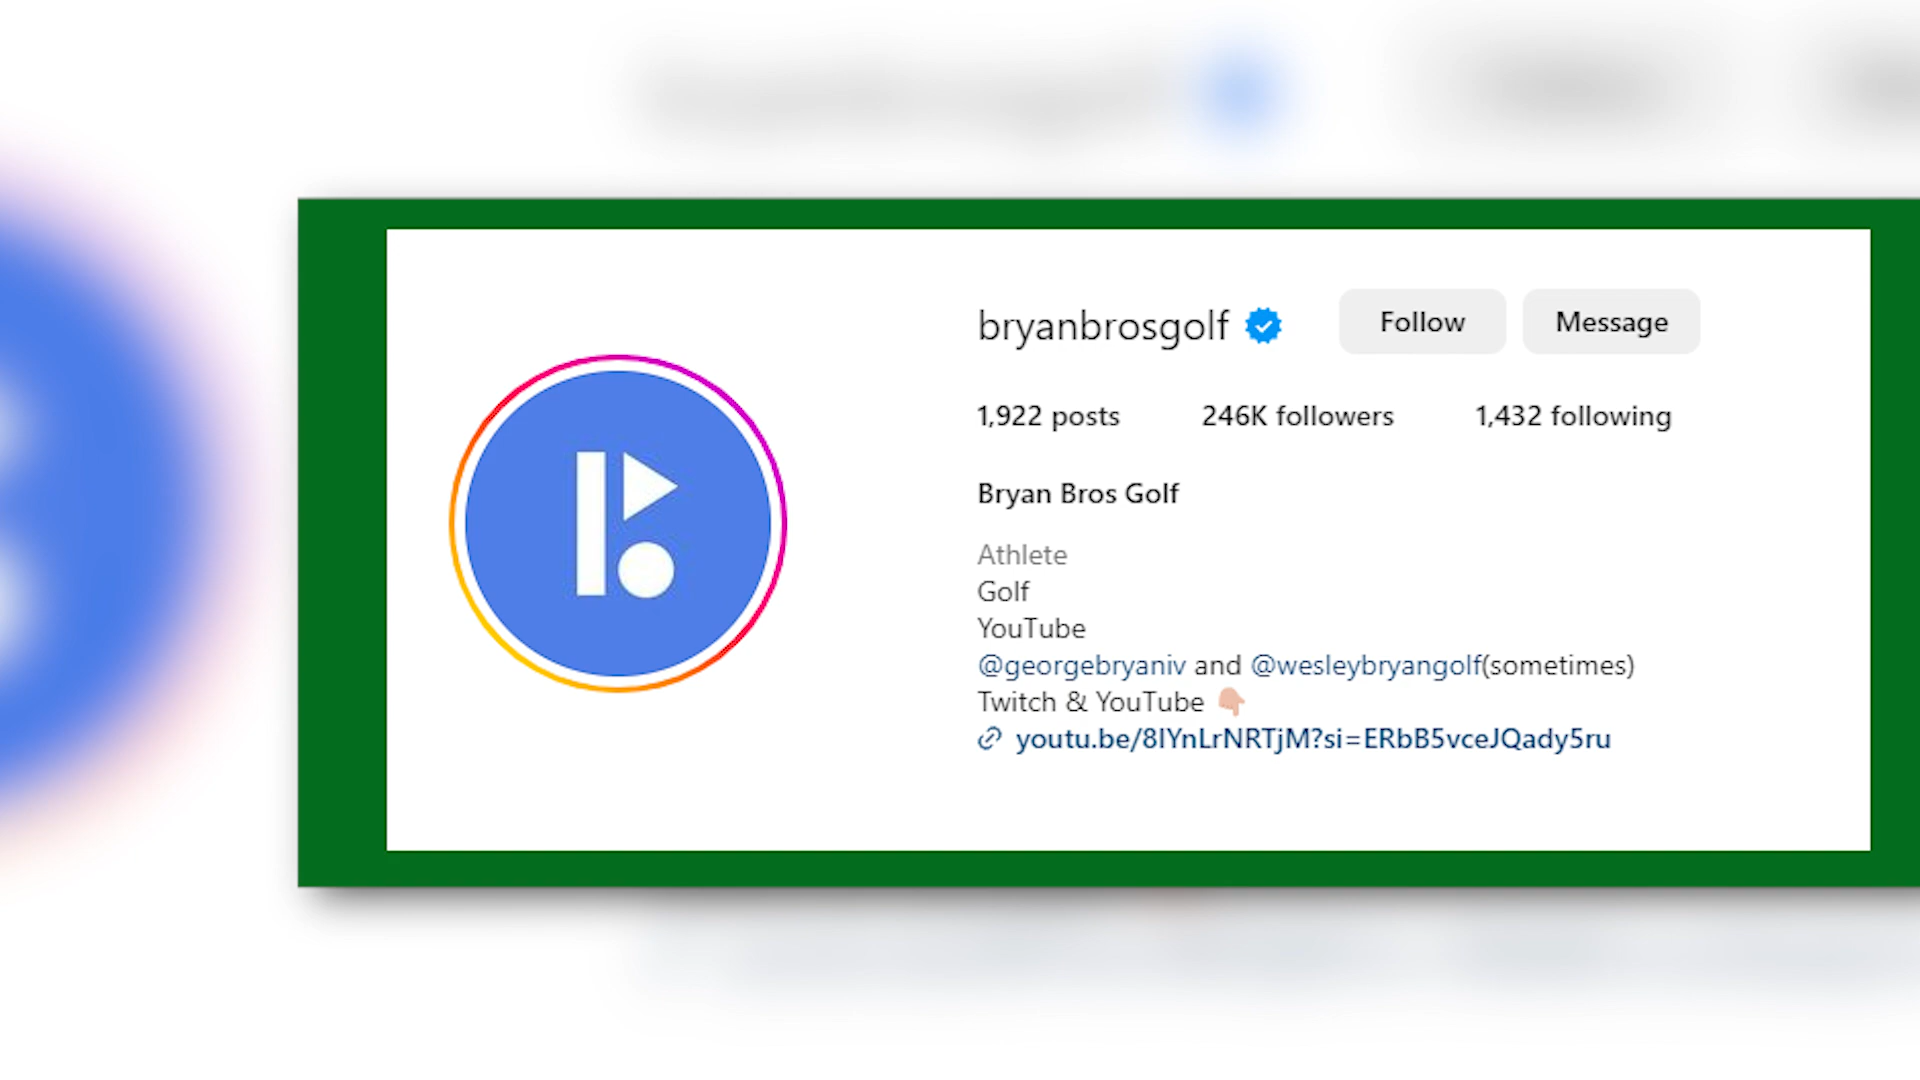 bryanbrosgolf Follow Message
1,922 posts 246K followers 1,432 following
Bryan Bros Golf
Athlete
Golf
YouTube
@georgebryaniv and @wesleybryangolf(sometimes)
Twitch & YouTube 👇🏼
youtu.be/8IYnLrNRTjM?si=ERbB5vceJQady5ru